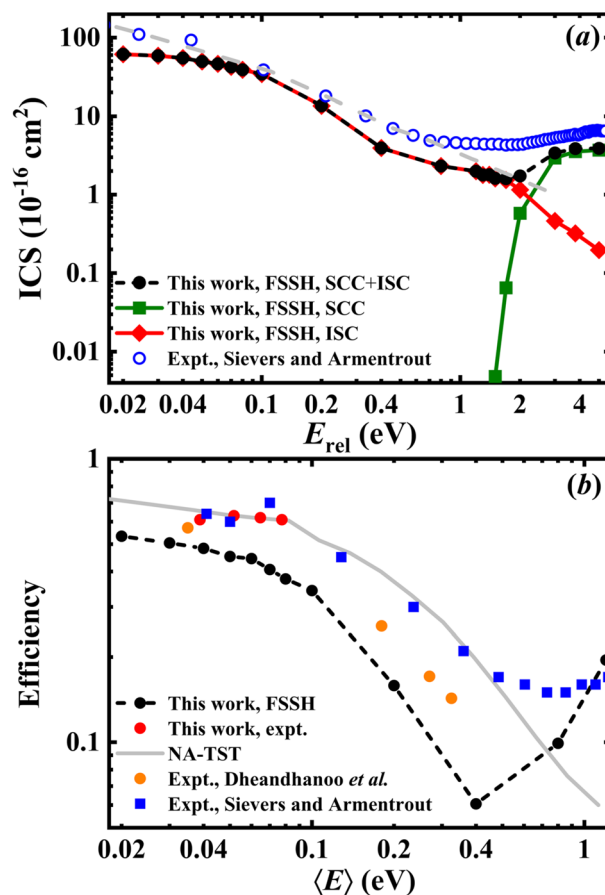 (a)
100
10
1
0.1
0.01
ICS (10⁻¹⁶ cm²)
This work, FSSH, SCC+ISC
This work, FSSH, SCC
This work, FSSH, ISC
Expt., Sievers and Armentrout
0.02 0.04 0.1 0.2 0.4 1 2 4
E_rel (eV)
(b)
1
0.1
Efficiency
This work, FSSH
This work, expt.
NA-TST
Expt., Dheandhanoo et al.
Expt., Sievers and Armentrout
0.02 0.04 0.1 0.2 0.4 1
⟨E⟩ (eV)